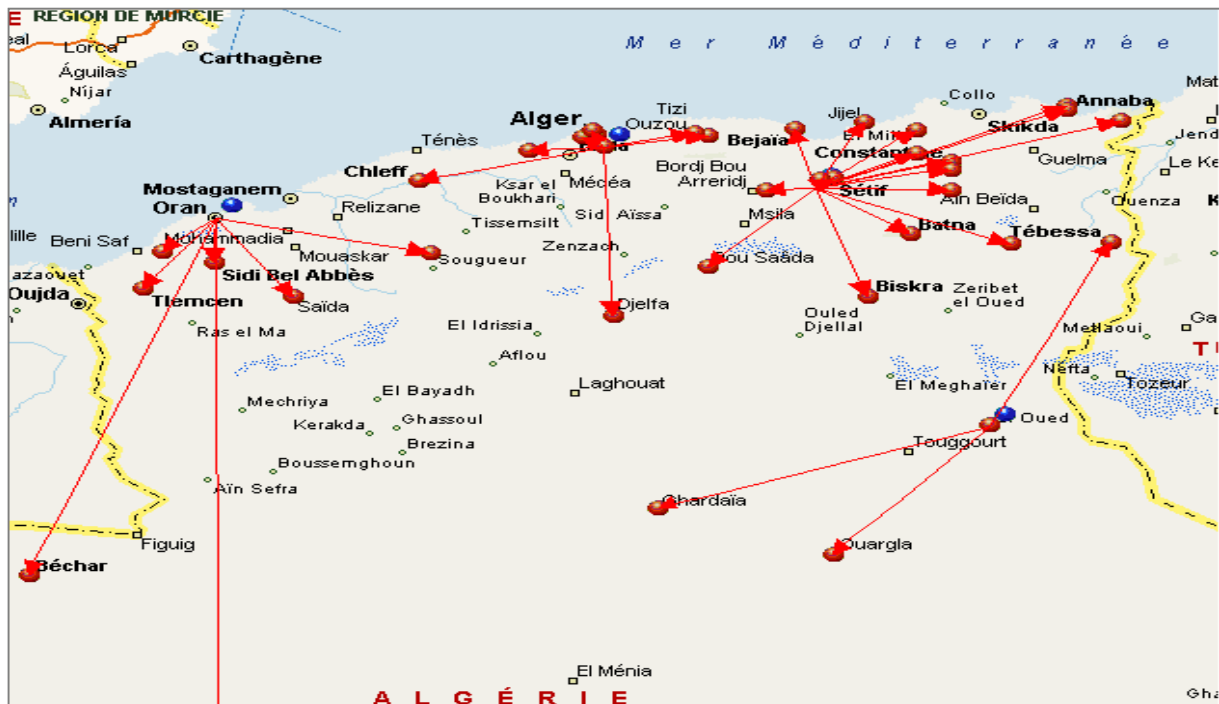 REGION DE MURCIE
Lorca
Carthagène
Águilas
Níjar
Almería
Mer Méditerranée
Collo
Annaba
Skikda
Jijel
Tizi
Ouzou
Alger
Bejaïa
Constantine
Guelma
Ténès
Bordj Bou
Arreridj
Chleff
Mécéa
Sétif
Mostaganem
Ksar el
Boukhari
Aïn Beïda
Ouenza
Oran
Relizane
Sid Aïssa
Msila
Tissemsilt
Batna
Tébessa
Beni Saf
Mohammadia
Mouaskar
Zenzach
Bou Saada
Sougueur
Sidi Bel Abbès
Oujda
Tlemcen
Saïda
Djelfa
Biskra
Zeribet
el Oued
Ouled
Djellal
Ras el Ma
El Idrissia
Metlaoui
Aflou
Nefta
Tozeur
El Meghaïer
El Bayadh
Laghouat
Mechriya
Ghassoul
Kerakda
Oued
Brezina
Touggourt
Boussemghoun
Aïn Sefra
Ghardaïa
Figuig
Ouargla
Béchar
El Ménia
ALGÉRIE